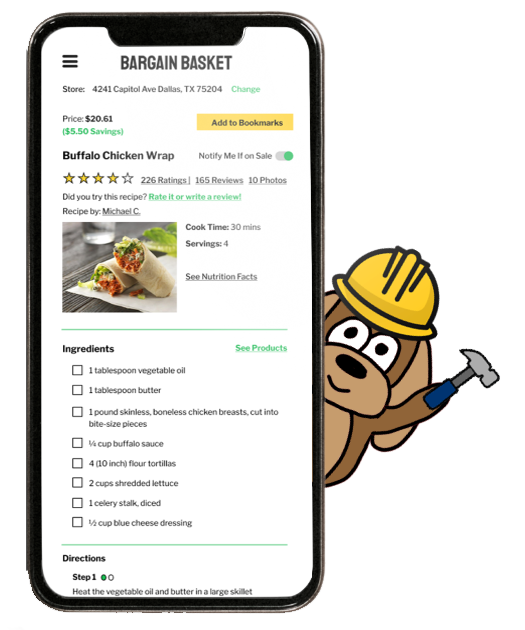 BARGAIN BASKET
Store: 4241 Capitol Ave Dallas, TX 75204 Change
Price: $20.61
($5.50 Savings)
Add to Bookmarks
Buffalo Chicken Wrap
Notify Me If on Sale
226 Ratings | 165 Reviews 10 Photos
Did you try this recipe? Rate it or write a review!
Recipe by: Michael C.
Cook Time: 30 mins
Servings: 4
See Nutrition Facts
Ingredients
See Products
1 tablespoon vegetable oil
1 tablespoon butter
1 pound skinless, boneless chicken breasts, cut into
bite-size pieces
¼ cup buffalo sauce
4 (10 inch) flour tortillas
2 cups shredded lettuce
1 celery stalk, diced
½ cup blue cheese dressing
Directions
Step 1
Heat the vegetable oil and butter in a large skillet